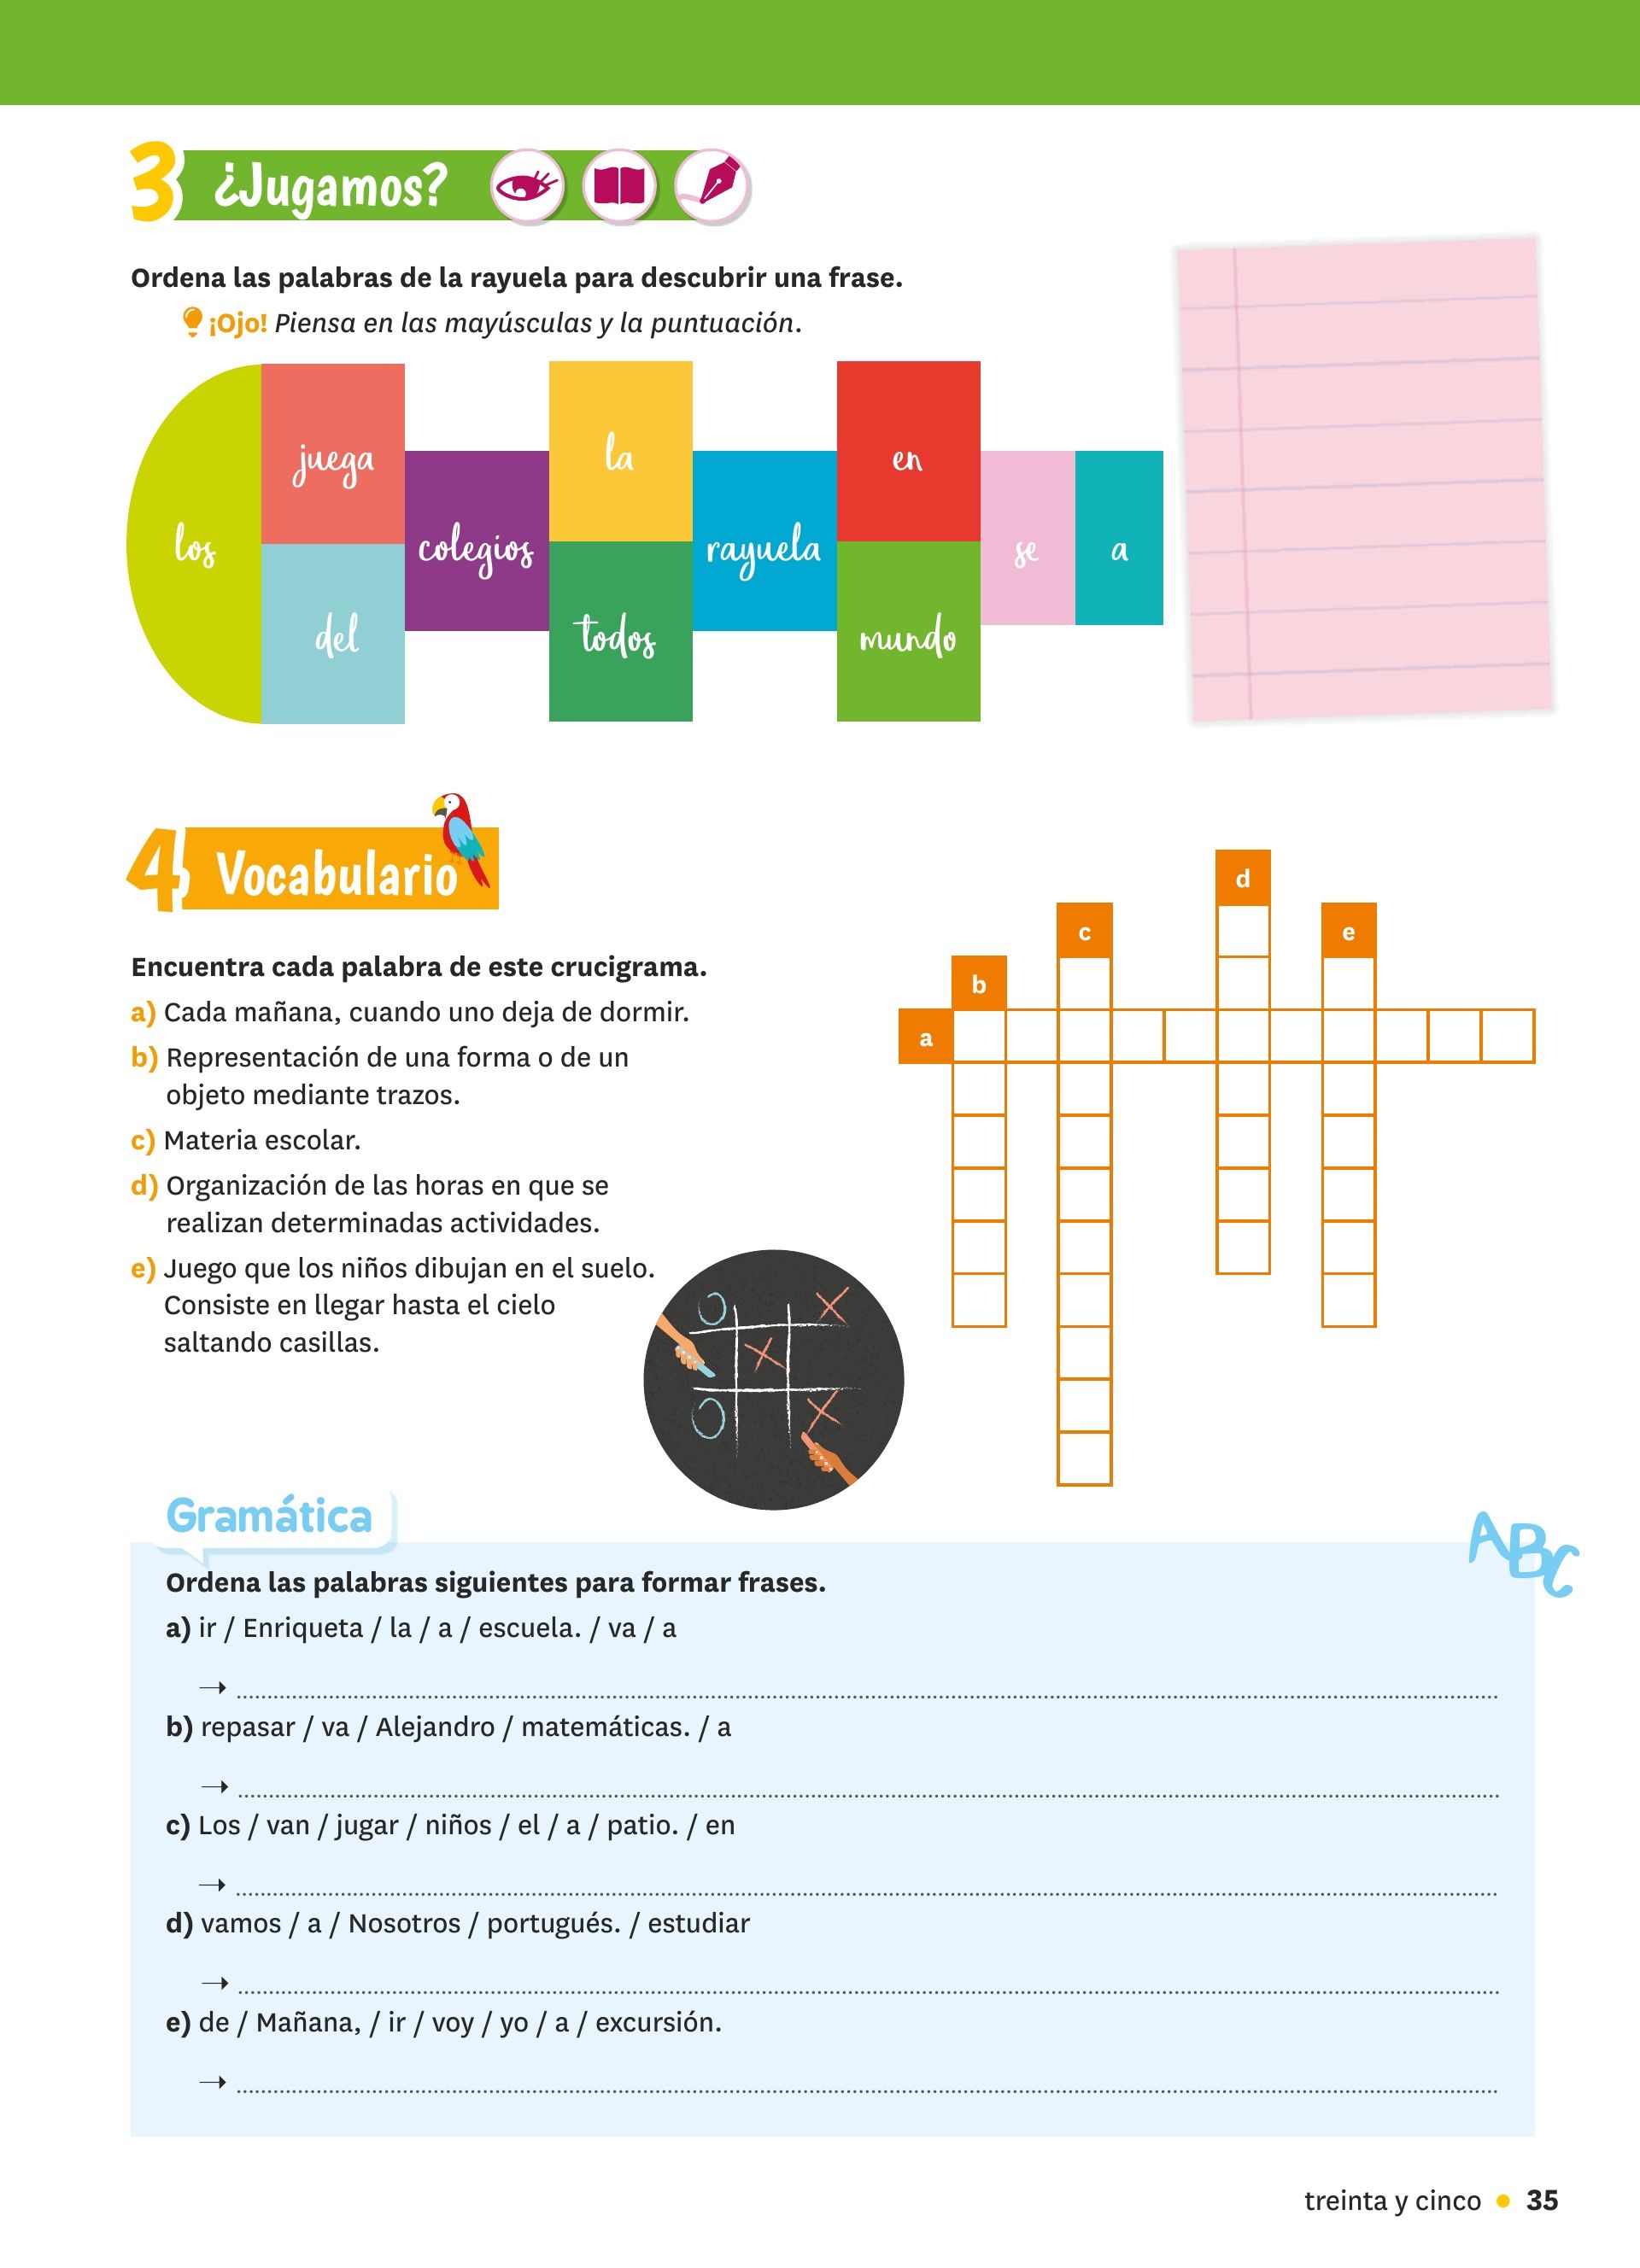 3 ¿Jugamos?
Ordena las palabras de la rayuela para descubrir una frase.
¡Ojo! Piensa en las mayúsculas y la puntuación.
los
juega
del
colegios
la
todos
rayuela
en
mundo
se
a
4 Vocabulario
Encuentra cada palabra de este crucigrama.
a) Cada mañana, cuando uno deja de dormir.
b) Representación de una forma o de un
objeto mediante trazos.
c) Materia escolar.
d) Organización de las horas en que se
realizan determinadas actividades.
e) Juego que los niños dibujan en el suelo.
Consiste en llegar hasta el cielo
saltando casillas.
d
c
e
b
a
Gramática
ABC
Ordena las palabras siguientes para formar frases.
a) ir / Enriqueta / la / a / escuela. / va / a
b) repasar / va / Alejandro / matemáticas. / a
c) Los / van / jugar / niños / el / a / patio. / en
d) vamos / a / Nosotros / portugués. / estudiar
e) de / Mañana, / ir / voy / yo / a / excursión.
treinta y cinco • 35